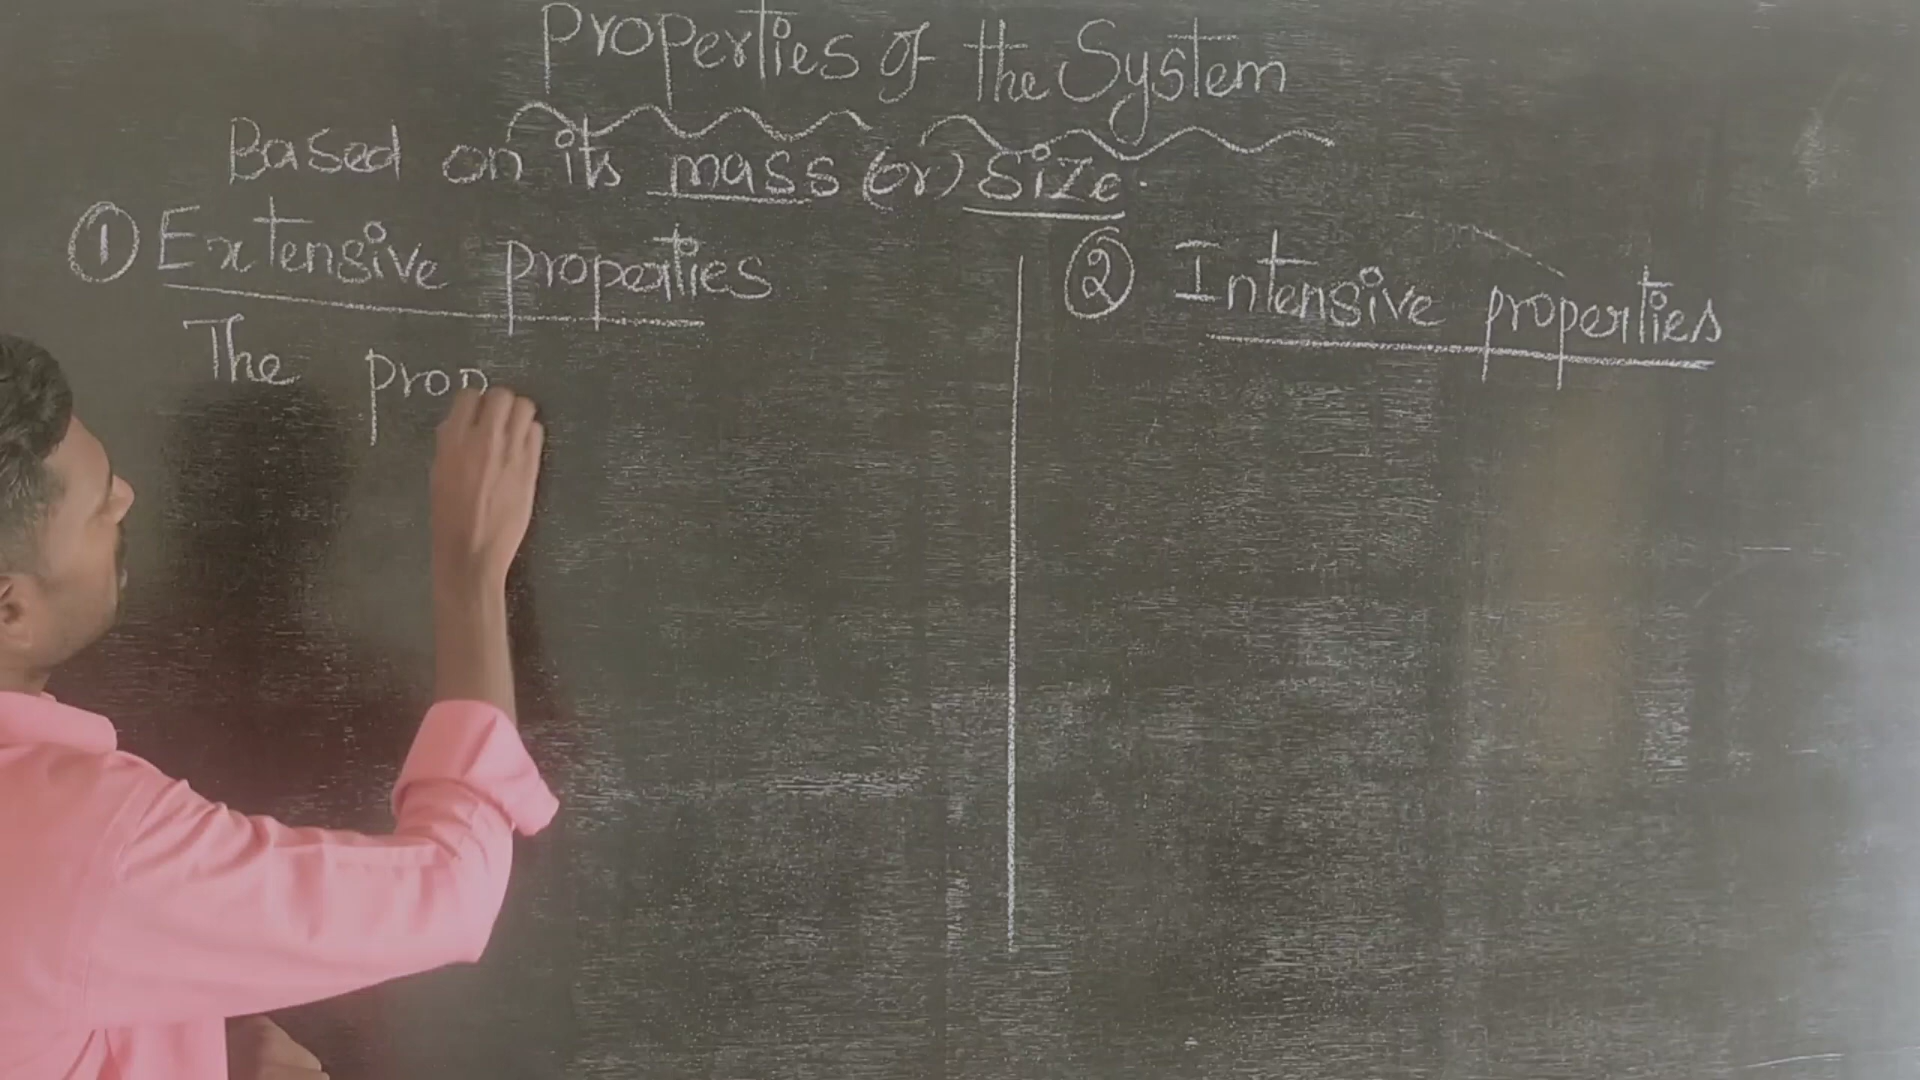 Properties of the System
Based on its mass (or) size.
① Extensive properties
The prop
② Intensive properties